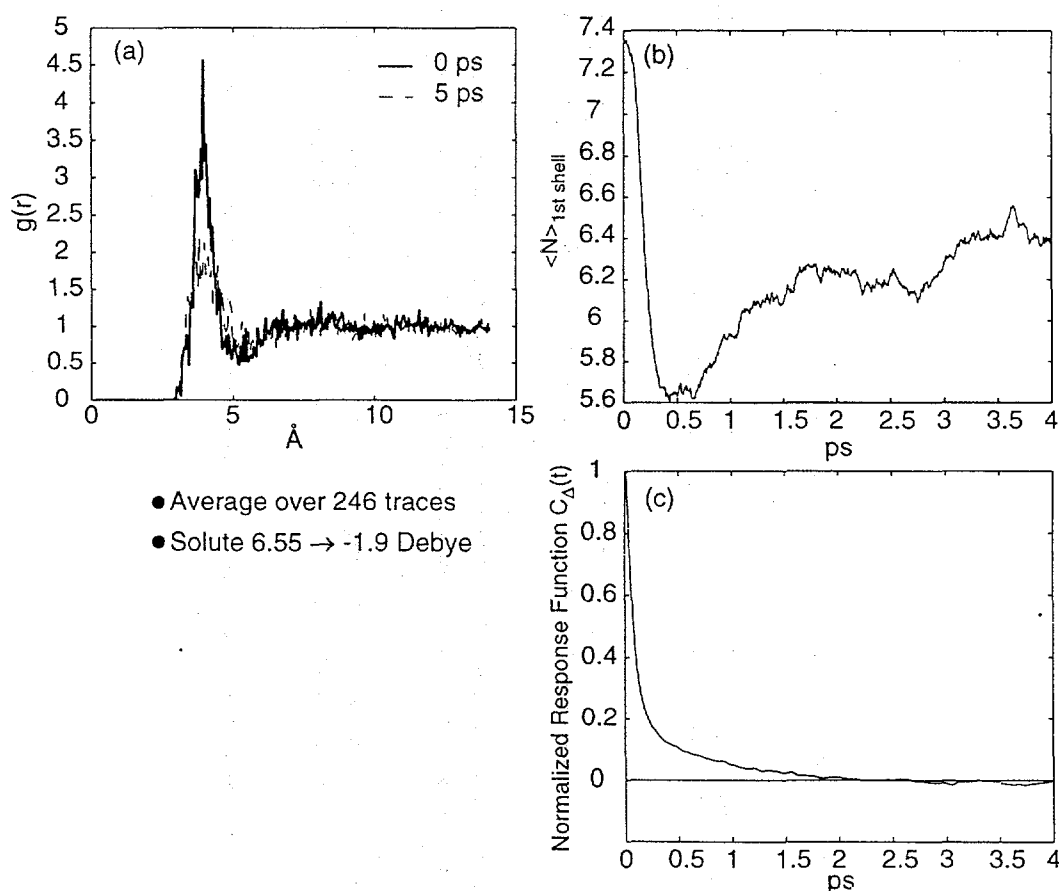 (a)
0 ps
5 ps
g(r)
5
4.5
4
3.5
3
2.5
2
1.5
1
0.5
0
0 5 10 15
Å
(b)
<N>1st shell
7.4
7.2
7
7.8
6.6
6.4
6.2
6
5.8
5.6
0 0.5 1 1.5 2 2.5 3 3.5 4
ps
● Average over 246 traces
● Solute 6.55 → -1.9 Debye
(c)
Normalized Response Function CΔ(t)
1
0.8
0.6
0.4
0.2
0
0 0.5 1 1.5 2 2.5 3 3.5 4
ps